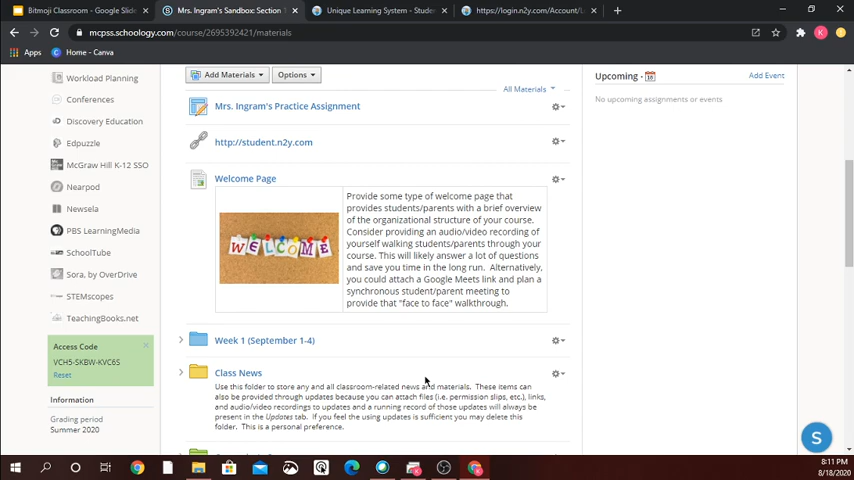 Bitmoji Classroom - Google Slide
Mrs. Ingram's Sandbox: Section
Unique Learning System - Studen
https://login.n2y.com/Account/L
mcpss.schoology.com/course/2695392421/materials
Apps
Home - Canva
Workload Planning
Conferences
Discovery Education
Edpuzzle
McGraw Hill K-12 SSO
Nearpod
Newsela
PBS LearningMedia
SchoolTube
Sora, by OverDrive
STEMscopes
TeachingBooks.net
Access Code
VCH5-SKBW-KVC6S
Reset
Information
Grading period
Summer 2020
Add Materials
Options
All Materials
Mrs. Ingram's Practice Assignment
http://student.n2y.com
Welcome Page
WELCOME
Provide some type of welcome page that
provides students/parents with a brief overview
of the organizational structure of your course.
Consider providing an audio/video recording of
yourself walking students/parents through your
course. This will likely answer a lot of questions
and save you time in the long run. Alternatively,
you could attach a Google Meets link and plan a
synchronous student/parent meeting to
provide that "face to face" walkthrough.
Week 1 (September 1-4)
Class News
Use this folder to store any and all classroom-related news and materials. These items can
also be provided through updates because you can attach files (i.e. permission slips, etc.), links,
and audio/video recordings to updates and a running record of those updates will always be
present in the Updates tab. If you feel the using updates is sufficient you may delete this
folder. This is a personal preference.
Upcoming ·
Add Event
No upcoming assignments or events
S
8:11 PM
8/18/2020